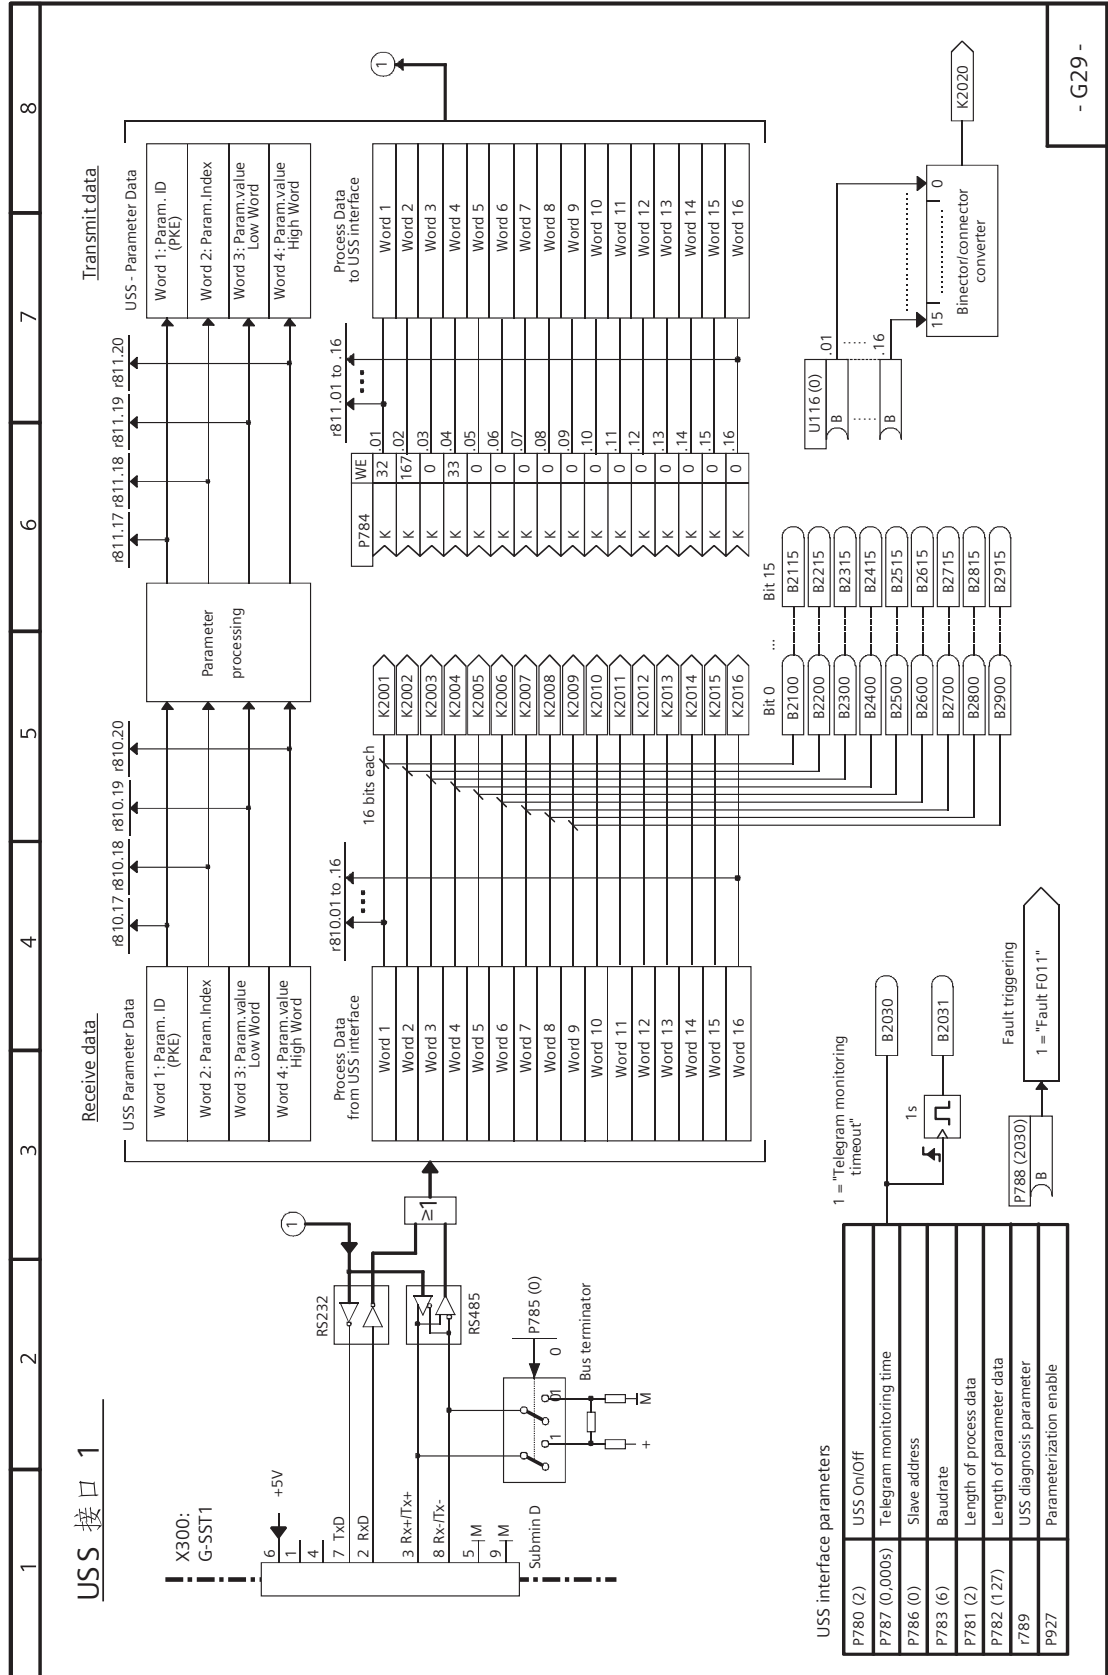 1 2 3 4 5 6 7 8
USS 接口 1
X300:
G-SST1
6
+5V
1
4
7 TxD
2 RxD
3 Rx+/Tx+
8 Rx-/Tx-
5 M
9 M
Submin D
RS232
RS485
1
≥1
P785 (0)
0
Bus terminator
1
01
+
M
Receive data
USS Parameter Data
Word 1: Param. ID
(PKE)
Word 2: Param.Index
Word 3: Param.value
Low Word
Word 4: Param.value
High Word
r810.17
r810.18
r810.19
r810.20
Parameter
processing
r811.17
r811.18
r811.19
r811.20
Transmit data
USS - Parameter Data
Word 1: Param. ID
(PKE)
Word 2: Param.Index
Word 3: Param.value
Low Word
Word 4: Param.value
High Word
1
Process Data
from USS interface
Word 1
Word 2
Word 3
Word 4
Word 5
Word 6
Word 7
Word 8
Word 9
Word 10
Word 11
Word 12
Word 13
Word 14
Word 15
Word 16
r810.01 to .16
16 bits each
K2001
K2002
K2003
K2004
K2005
K2006
K2007
K2008
K2009
K2010
K2011
K2012
K2013
K2014
K2015
K2016
P784 WE
K 32 .01
K 167 .02
K 0 .03
K 33 .04
K 0 .05
K 0 .06
K 0 .07
K 0 .08
K 0 .09
K 0 .10
K 0 .11
K 0 .12
K 0 .13
K 0 .14
K 0 .15
K 0 .16
r811.01 to .16
Process Data
to USS interface
Word 1
Word 2
Word 3
Word 4
Word 5
Word 6
Word 7
Word 8
Word 9
Word 10
Word 11
Word 12
Word 13
Word 14
Word 15
Word 16
Bit 0 ... Bit 15
B2100 B2115
B2200 B2215
B2300 B2315
B2400 B2415
B2500 B2515
B2600 B2615
B2700 B2715
B2800 B2815
B2900 B2915
U116 (0)
B .01
B .16
15 0
Binector/connector
converter
K2020
USS interface parameters
P780 (2) USS On/Off
P787 (0,000s) Telegram monitoring time
P786 (0) Slave address
P783 (6) Baudrate
P781 (2) Length of process data
P782 (127) Length of parameter data
r789 USS diagnosis parameter
P927 Parameterization enable
1 = "Telegram monitoring
timeout"
B2030
1s
B2031
P788 (2030)
B
Fault triggering
1 = "Fault F011"
- G29 -